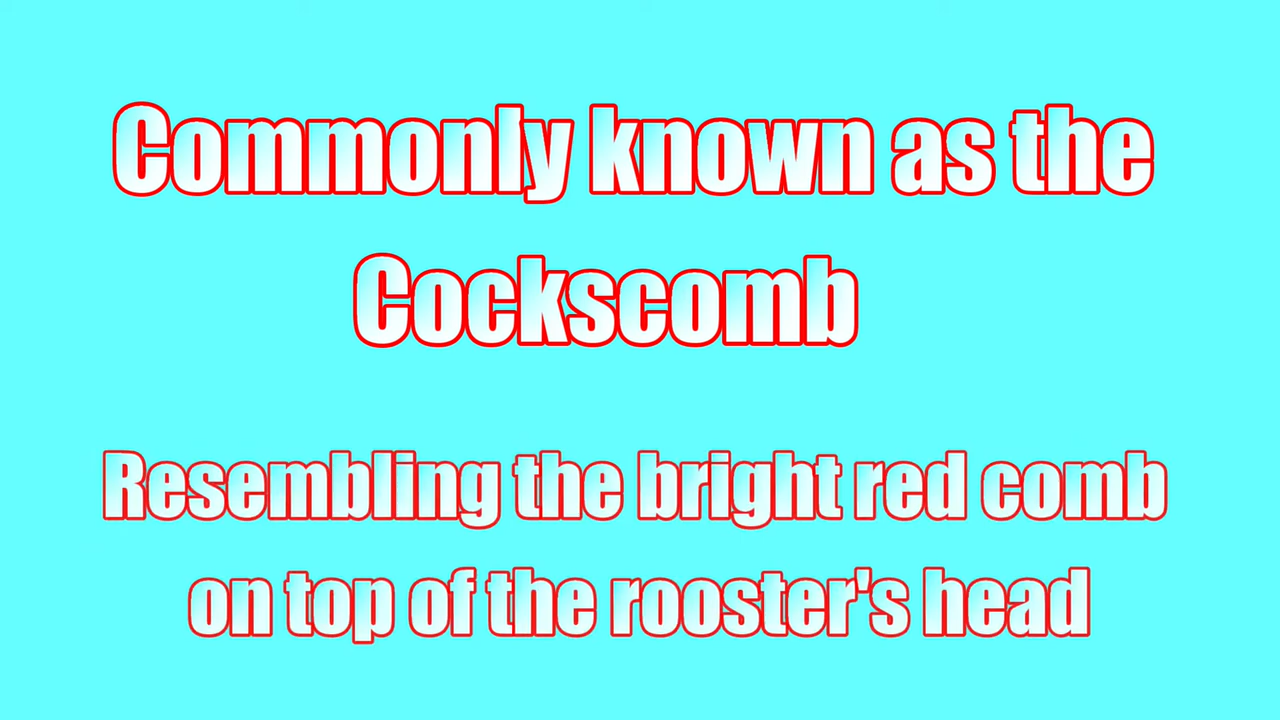 Commonly known as the
Cockscomb
Resembling the bright red comb
on top of the rooster's head